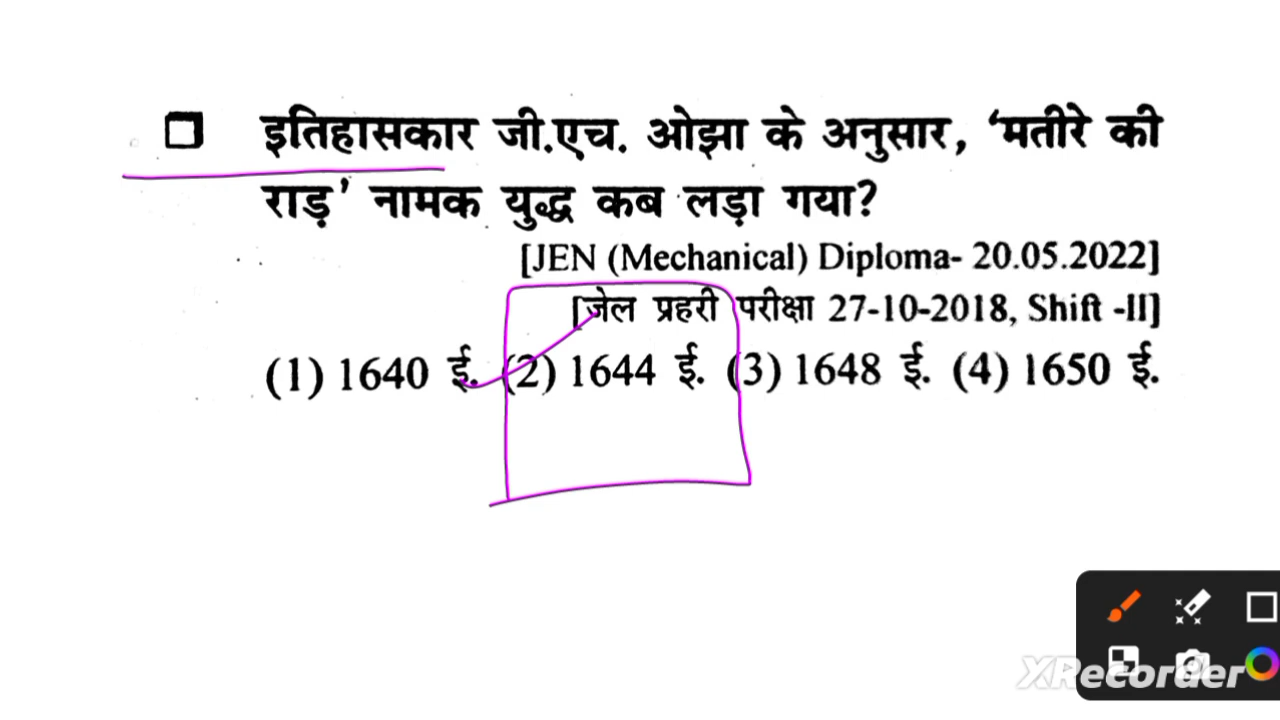 इतिहासकार जी.एच. ओझा के अनुसार, 'मतीरे की
राड़' नामक युद्ध कब लड़ा गया?
[JEN (Mechanical) Diploma- 20.05.2022]
[जेल प्रहरी परीक्षा 27-10-2018, Shift -II]
(1) 1640 ई. (2) 1644 ई. (3) 1648 ई. (4) 1650 ई.
XRecorder